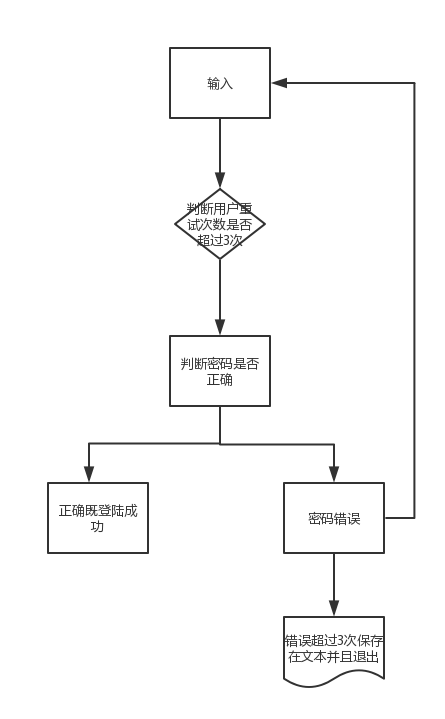 输入
判断用户重
试次数是否
超过3次
判断密码是否
正确
正确既登陆成
功
密码错误
错误超过3次保存
在文本并且退出